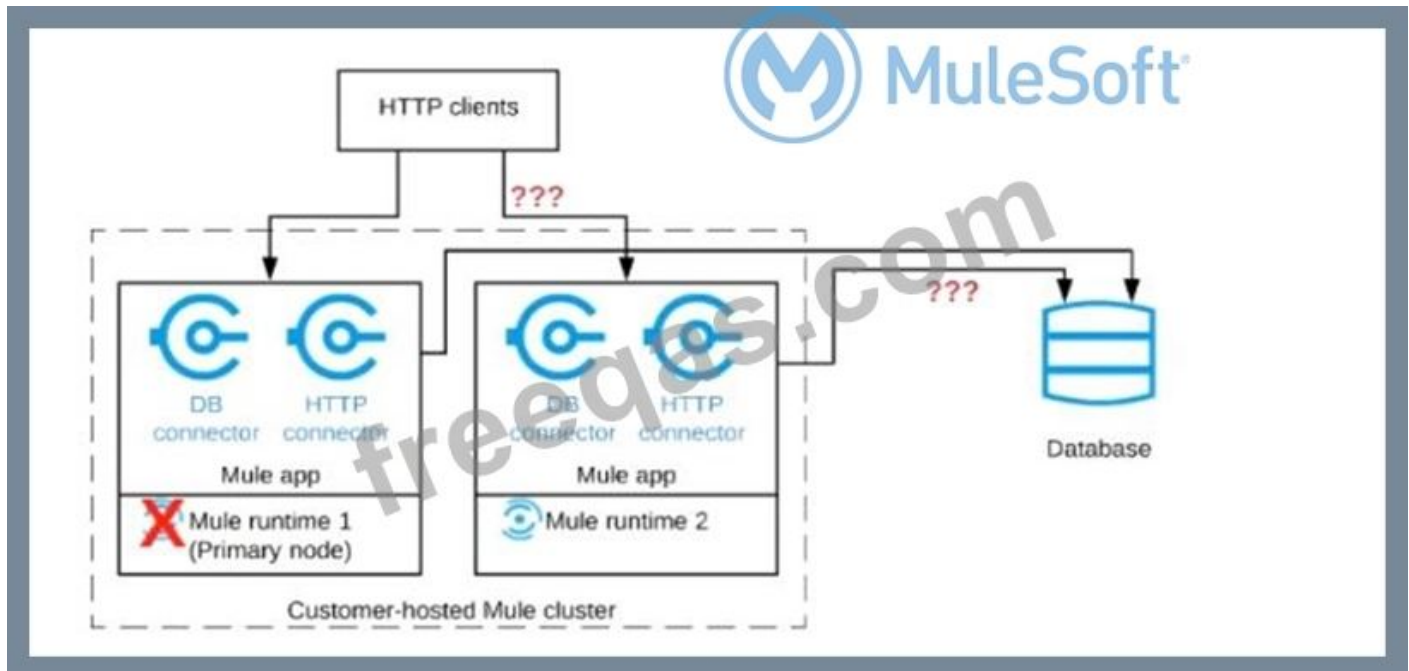 MuleSoft
HTTP clients
???
???
DB
connector
HTTP
connector
DB
connector
HTTP
connector
Mule app
Mule app
Database
Mule runtime 1
(Primary node)
Mule runtime 2
Customer-hosted Mule cluster
freeqas.com